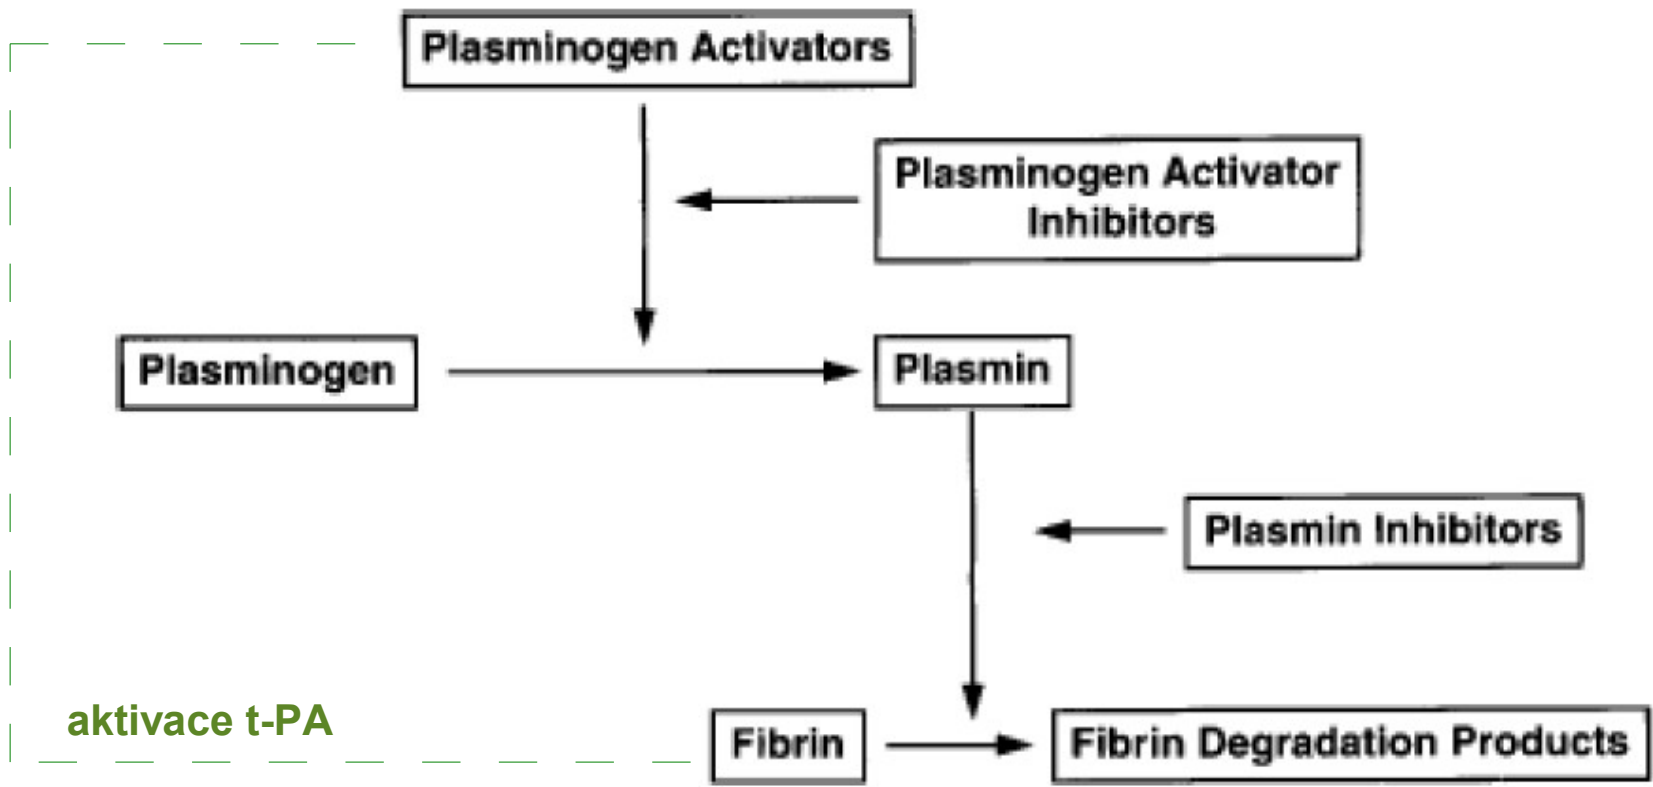 Plasminogen Activators
Plasminogen Activator
Inhibitors
Plasminogen
Plasmin
Plasmin Inhibitors
aktivace t-PA
Fibrin
Fibrin Degradation Products